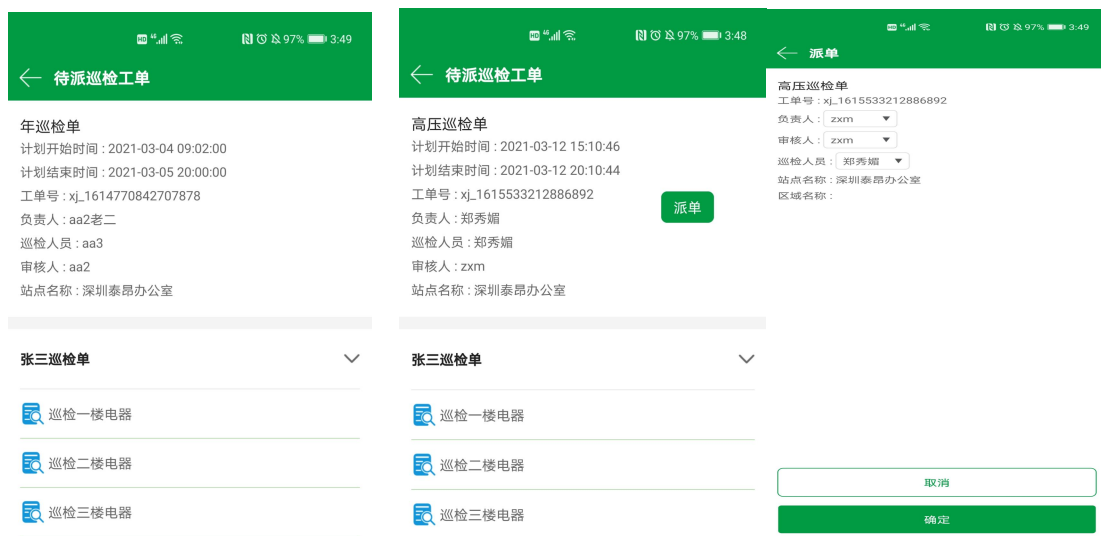 HD 46 97% 3:49
待派巡检工单
年巡检单
计划开始时间 : 2021-03-04 09:02:00
计划结束时间 : 2021-03-05 20:00:00
工单号 : xj_1614770842707878
负责人 : aa2老二
巡检人员 : aa3
审核人 : aa2
站点名称 : 深圳泰昂办公室
张三巡检单
巡检一楼电器
巡检二楼电器
巡检三楼电器
HD 46 97% 3:48
待派巡检工单
高压巡检单
计划开始时间 : 2021-03-12 15:10:46
计划结束时间 : 2021-03-12 20:10:44
工单号 : xj_1615533212886892
派单
负责人 : 郑秀媚
巡检人员 : 郑秀媚
审核人 : zxm
站点名称 : 深圳泰昂办公室
张三巡检单
巡检一楼电器
巡检二楼电器
巡检三楼电器
HD 46 97% 3:49
派单
高压巡检单
工单号 : xj_1615533212886892
负责人 : zxm
审核人 : zxm
巡检人员 : 郑秀媚
站点名称 : 深圳泰昂办公室
区域名称 :
取消
确定